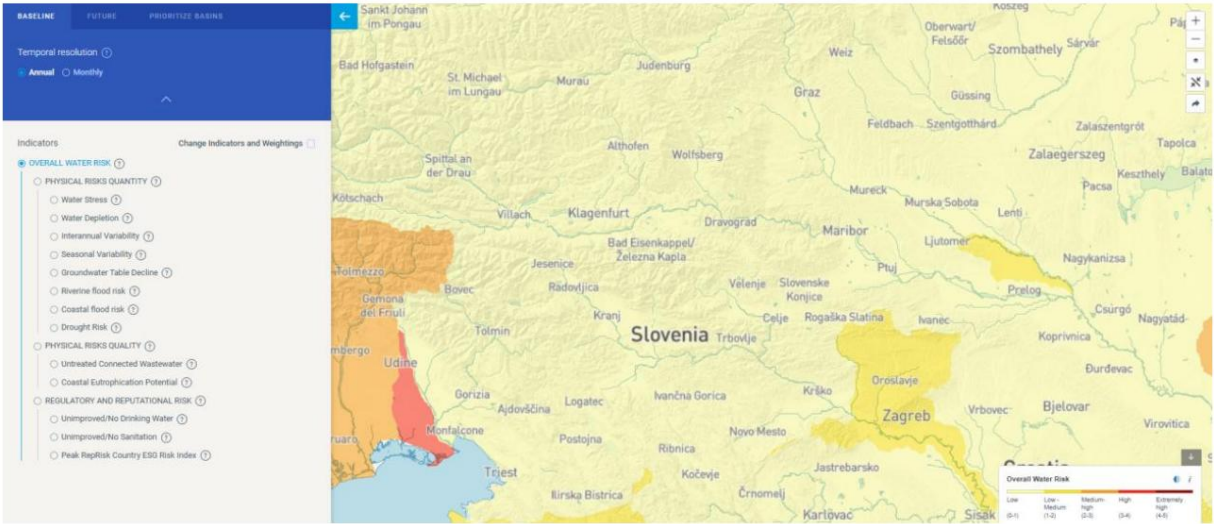 BASELINE
FUTURE
PRIORITIZE BASINS
Temporal resolution ?
Annual Monthly
Indicators
Change Indicators and Weightings
OVERALL WATER RISK ?
PHYSICAL RISKS QUANTITY ?
Water Stress ?
Water Depletion ?
Interannual Variability ?
Seasonal Variability ?
Groundwater Table Decline ?
Riverine flood risk ?
Coastal flood risk ?
Drought Risk ?
PHYSICAL RISKS QUALITY ?
Untreated Connected Wastewater ?
Coastal Eutrophication Potential ?
REGULATORY AND REPUTATIONAL RISK ?
Unimproved/No Drinking Water ?
Unimproved/No Sanitation ?
Peak RepRisk Country ESG Risk Index ?
Sankt Johann
im Pongau
Koszeg
Oberwart/
Felsőőr
Szombathely
Sárvár
Bad Hofgastein
St. Michael
im Lungau
Murau
Judenburg
Weiz
Graz
Güssing
Feldbach
Szentgotthárd
Zalaszentgrót
Tapolca
Althofen
Wolfsberg
Zalaegerszeg
Keszthely
Balato
Spittal an
der Drau
Pacsa
Kötschach
Mureck
Murska Sobota
Lenti
Villach
Klagenfurt
Dravograd
Maribor
Bad Eisenkappel/
Železna Kapla
Ljutomer
Nagykanizsa
Tolmezzo
Jesenice
Ptuj
Bovec
Radovljica
Velenje
Slovenske
Konjice
Prelog
Gemona
del Friuli
Kranj
Celje
Rogaška Slatina
Ivanec
Csurgó
Nagyatád
Tolmin
Slovenia
Trbovlje
Koprivnica
mbergo
Udine
Đurđevac
Oroslavje
Gorizia
Ajdovščina
Logatec
Ivančna Gorica
Krško
Zagreb
Vrbovec
Bjelovar
Virovitica
ruaro
Monfalcone
Postojna
Novo Mesto
Ribnica
Triest
Kočevje
Jastrebarsko
Ilirska Bistrica
Črnomelj
Karlovac
Sisak
Overall Water Risk
Low
(0-1)
Low -
Medium
(1-2)
Medium-
high
(2-3)
High
(3-4)
Extremely
high
(4-5)